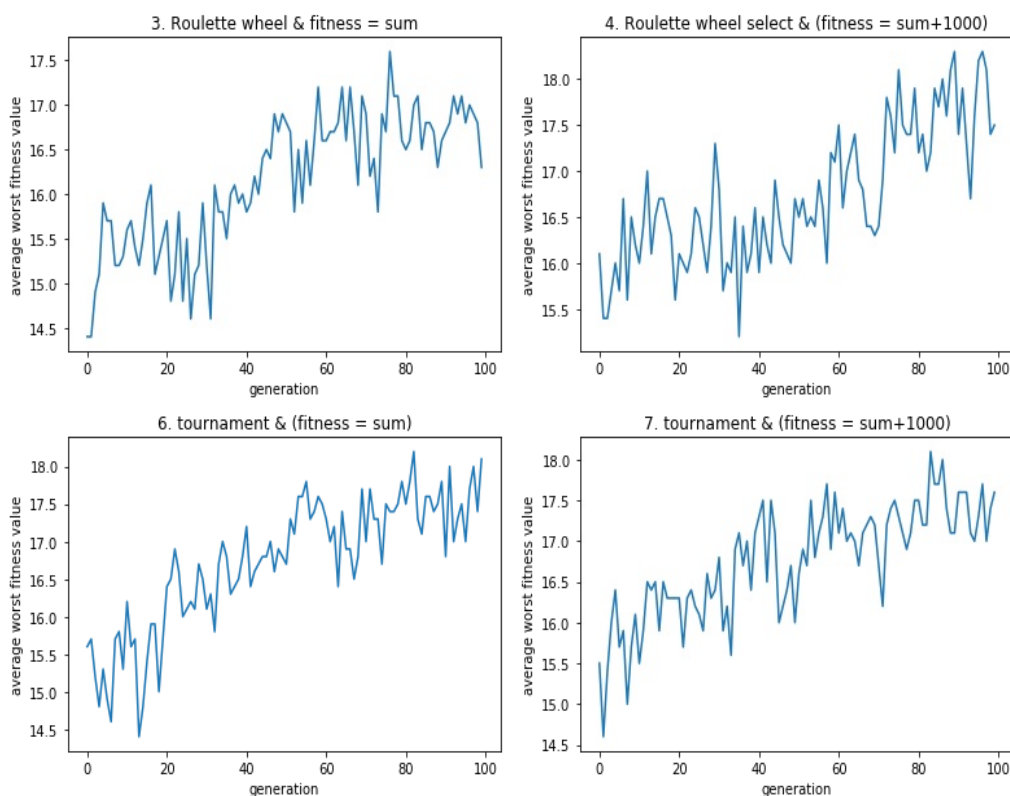 3. Roulette wheel & fitness = sum
average worst fitness value
17.5
17.0
16.5
16.0
15.5
15.0
14.5
0 20 40 60 80 100
generation
4. Roulette wheel select & (fitness = sum+1000)
average worst fitness value
18.0
17.5
17.0
16.5
16.0
15.5
0 20 40 60 80 100
generation
6. tournament & (fitness = sum)
average worst fitness value
18.0
17.5
17.0
16.5
16.0
15.5
15.0
14.5
0 20 40 60 80 100
generation
7. tournament & (fitness = sum+1000)
average worst fitness value
18.0
17.5
17.0
16.5
16.0
15.5
15.0
14.5
0 20 40 60 80 100
generation